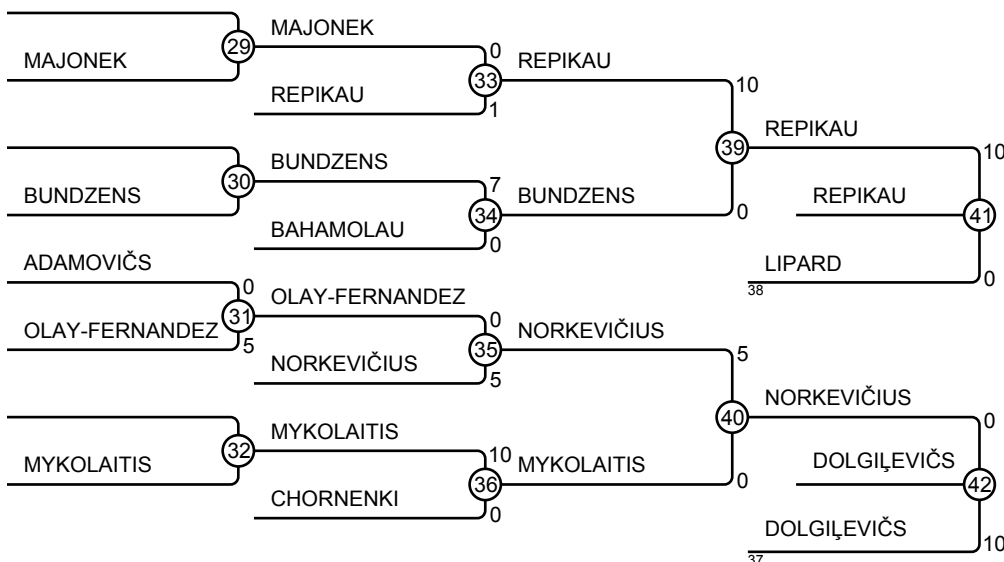 MAJONEK
0
29
MAJONEK
33
REPIKAU
10
REPIKAU
1
39
REPIKAU
10
BUNDZENS
30
BUNDZENS
7
34
BUNDZENS
0
REPIKAU
41
BAHAMOLAU
0
LIPARD
38
0
ADAMOVIČS
0
31
OLAY-FERNANDEZ
0
OLAY-FERNANDEZ
5
35
NORKEVIČIUS
5
NORKEVIČIUS
5
40
NORKEVIČIUS
0
MYKOLAITIS
32
MYKOLAITIS
10
36
MYKOLAITIS
0
DOLGIĻEVIČS
42
CHORNENKI
0
DOLGIĻEVIČS
37
10